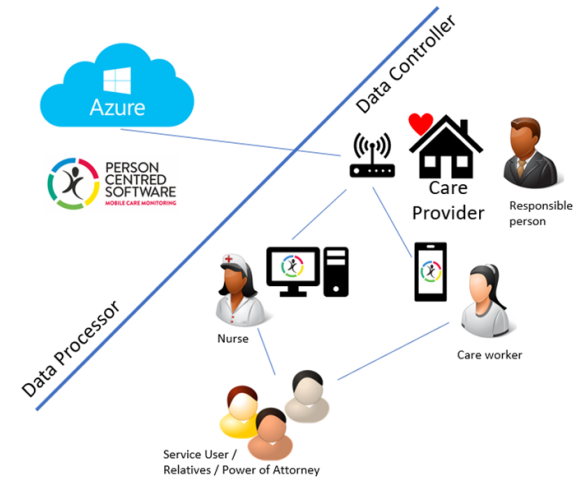 Azure
PERSON
CENTRED
SOFTWARE
MOBILE CARE MONITORING
Data Controller
Care
Provider
Responsible
person
Data Processor
Nurse
Care worker
Service User /
Relatives / Power of Attorney